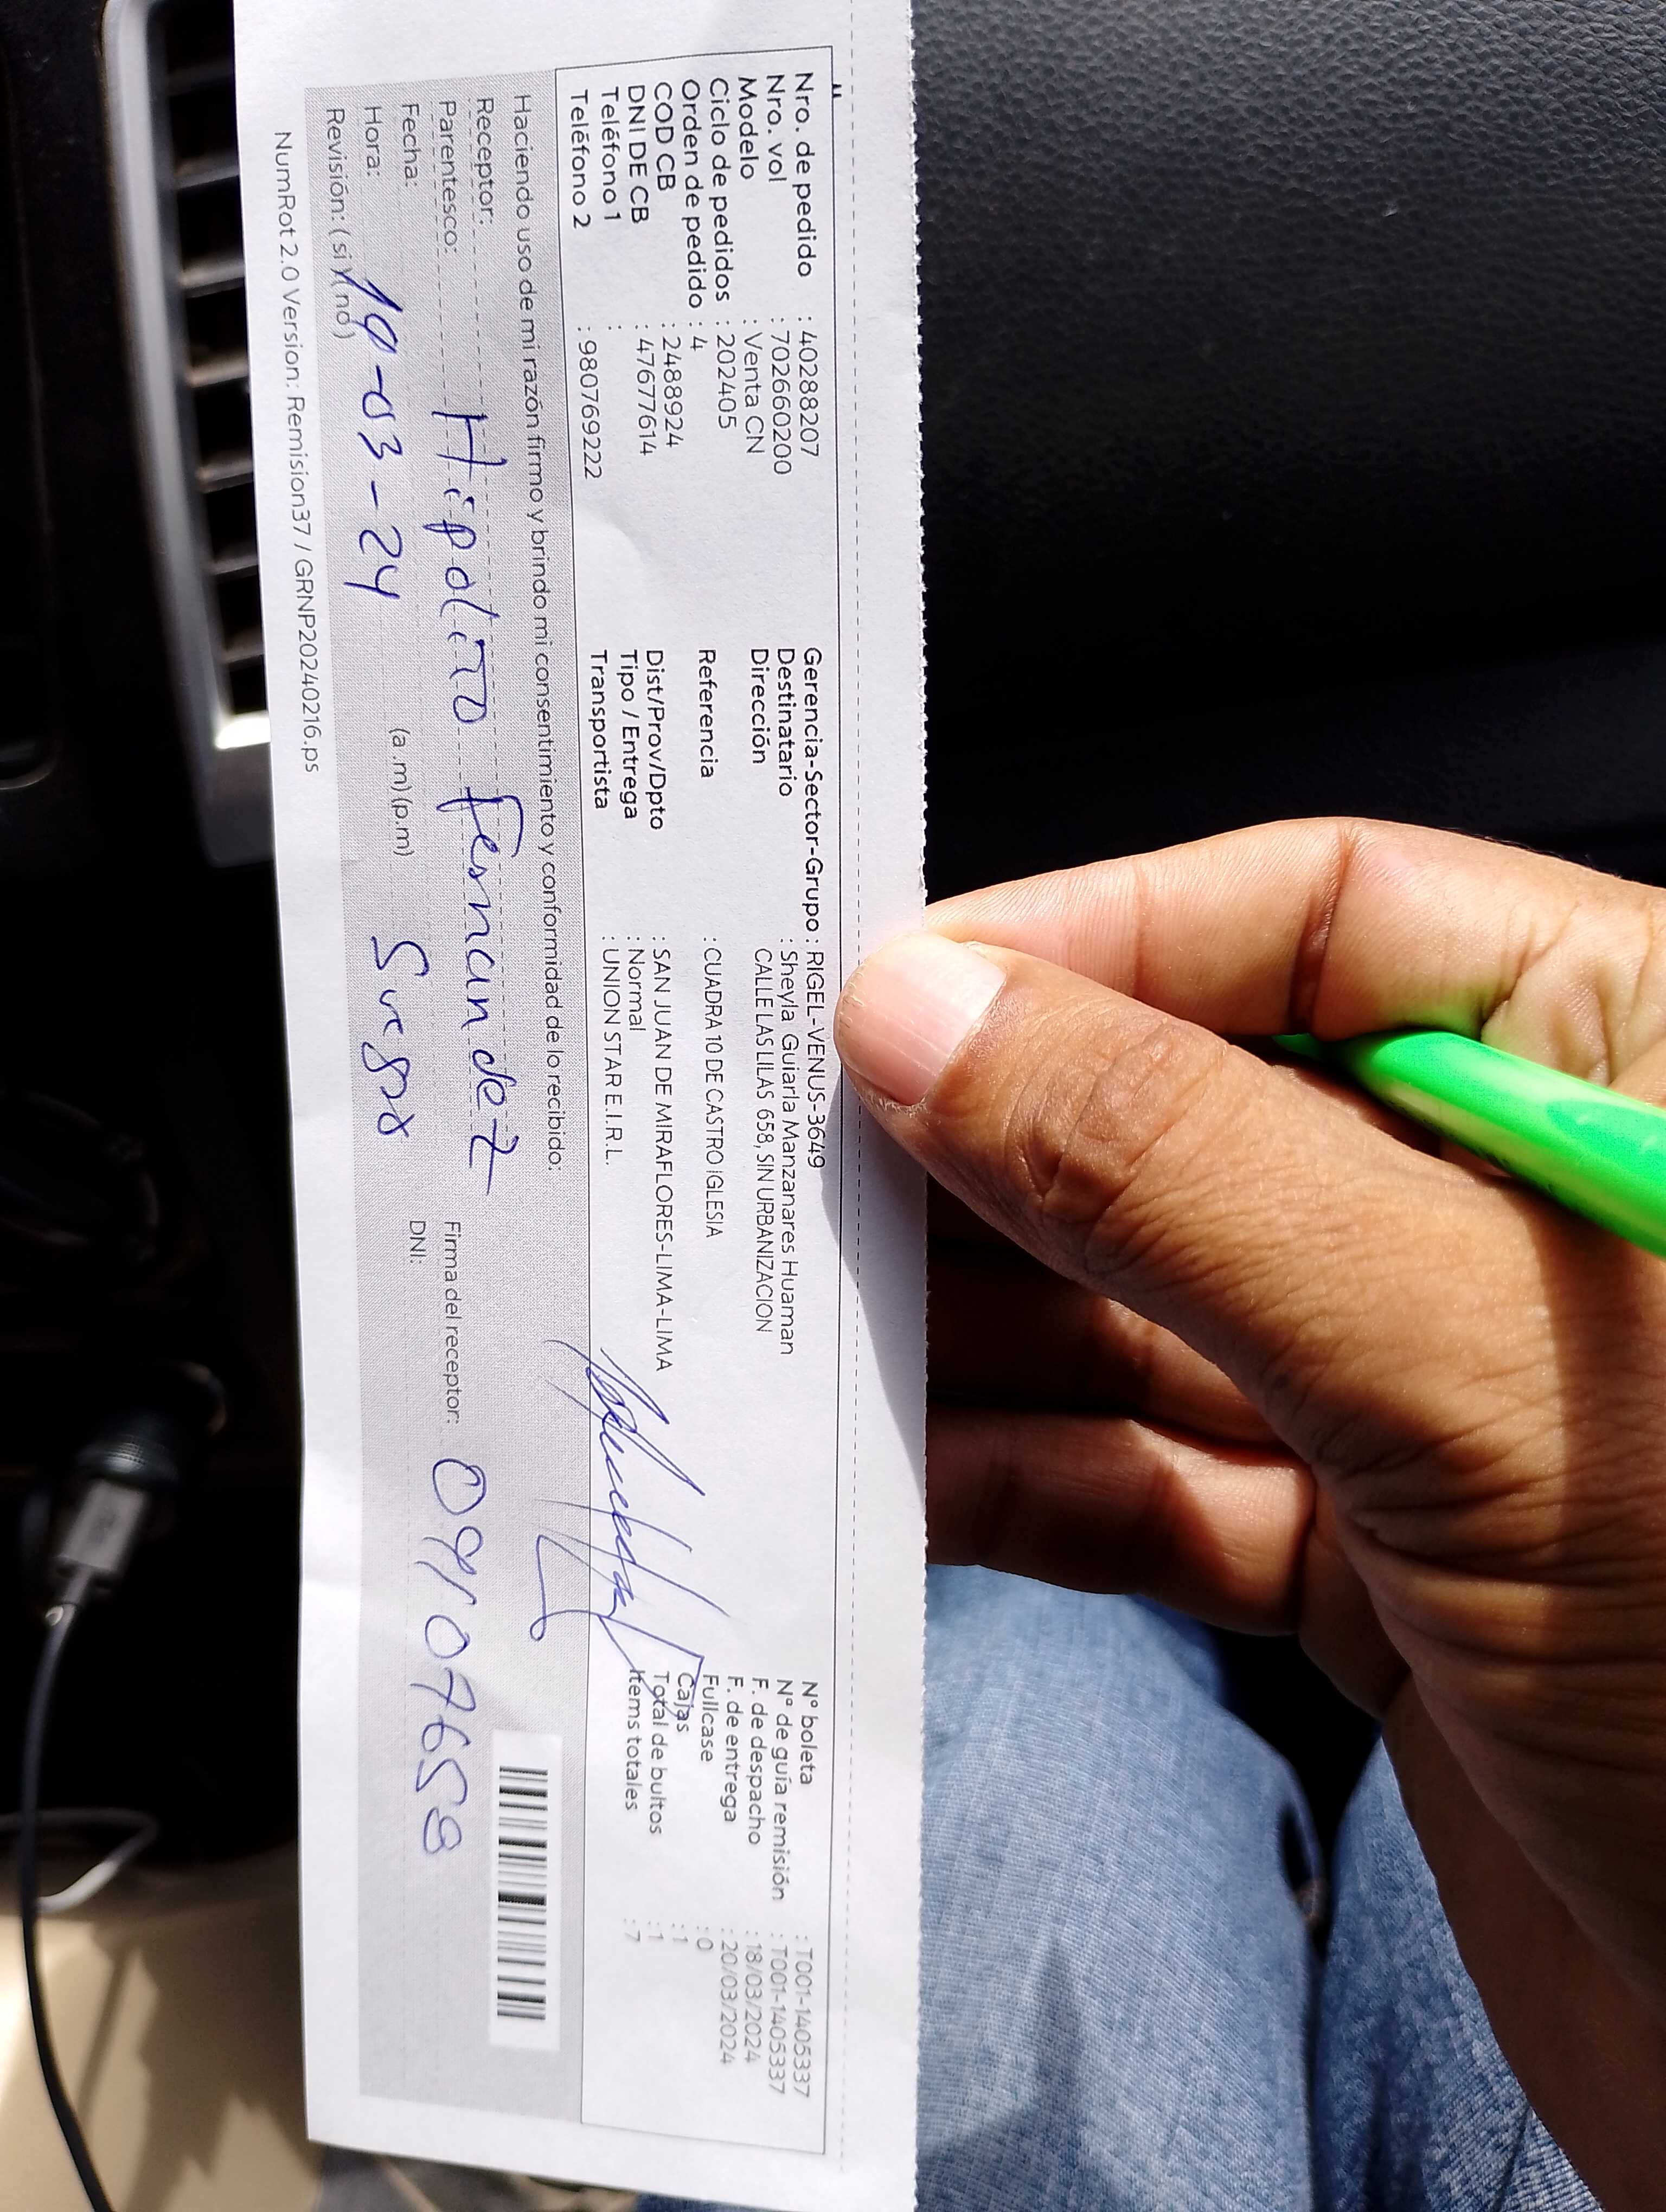 Nro. de pedido : 40288207
Nro. vol : 702660200
Modelo : Venta CN
Ciclo de pedidos : 202405
Orden de pedido : 4
COD CB : 2488924
DNI DE CB : 47677614
Teléfono 1 :
Teléfono 2 : 980769222
Gerencia-Sector-Grupo : RIGEL-VENUS-3649
Destinatario : Sheyla Guiarla Manzanares Huaman
Dirección CALLE LAS LILAS 658, SIN URBANIZACION
Referencia : CUADRA 10 DE CASTRO IGLESIA
Dist/Prov/Dpto : SAN JUAN DE MIRAFLORES-LIMA-LIMA
Tipo / Entrega : Normal
Transportista : UNION STAR E.I.R.L.
N° boleta : T001-1405337
N° de guía remisión : T001-1405337
F. de despacho : 18/03/2024
F. de entrega : 20/03/2024
Fullcase : 0
Cajas : 1
Total de bultos : 1
Items totales : 7
Haciendo uso de mi razón firmo y brindo mi consentimiento y conformidad de lo recibido:
Receptor: Hipolito Fernandez
Parentesco: Suegro
Fecha: 19-03-24
Hora: (a .m) (p.m)
Revisión: ( si ) ( no )
Firma del receptor:
DNI: 09107658
NumRot 2.0 Version: Remision37 / GRNP20240216.ps